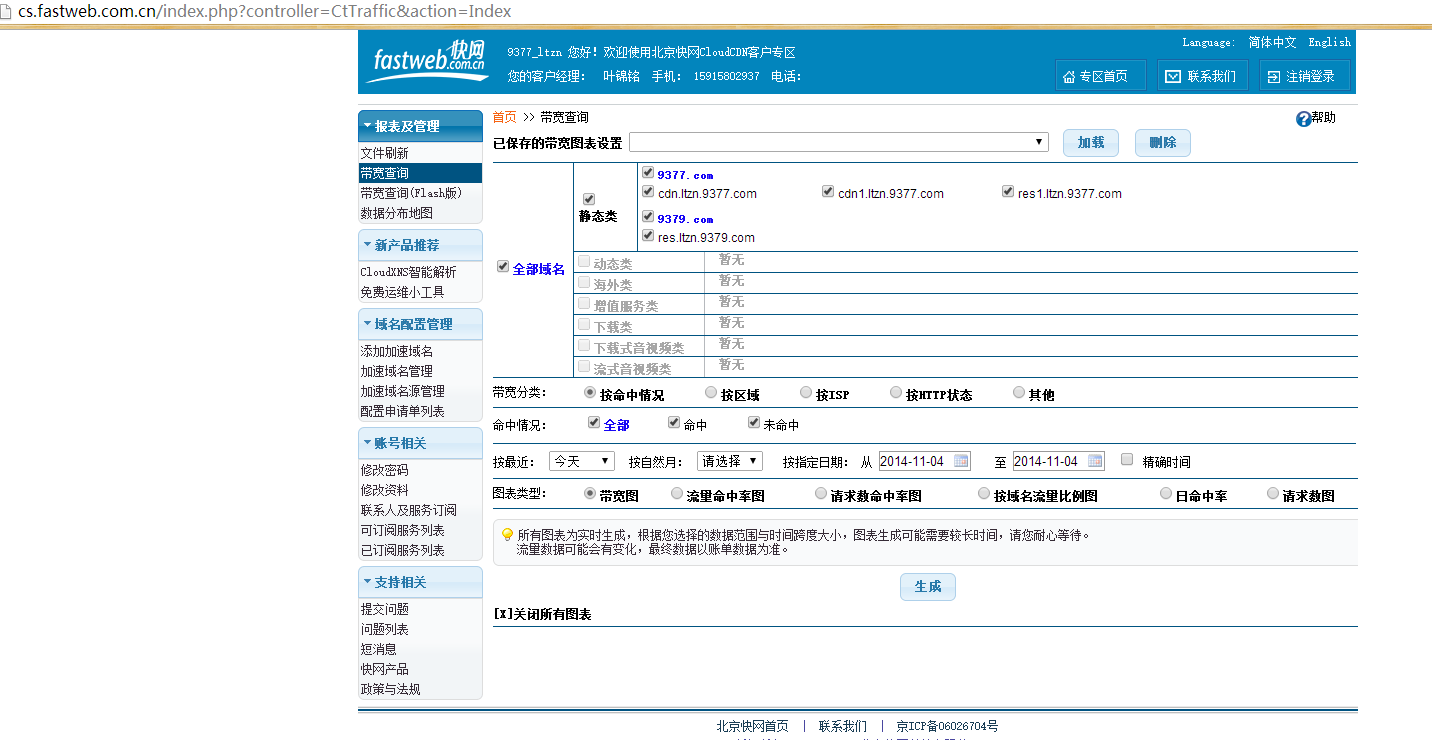 cs.fastweb.com.cn/index.php?controller=CtTraffic&action=Index
fastweb快网.com.cn
9377_ltzn 您好！欢迎使用北京快网CloudCDN客户专区
Language: 简体中文 English
您的客户经理： 叶锦铭 手机： 15915802937 电话：
专区首页 联系我们 注销登录
报表及管理
文件刷新
带宽查询
带宽查询(Flash版)
数据分布地图
新产品推荐
CloudXNS智能解析
免费运维小工具
域名配置管理
添加加速域名
加速域名管理
加速域名源管理
配置申请单列表
账号相关
修改密码
修改资料
联系人及服务订阅
可订阅服务列表
已订阅服务列表
支持相关
提交问题
问题列表
短消息
快网产品
政策与法规
首页 >> 带宽查询
帮助
已保存的带宽图表设置 加载 删除
全部域名
静态类
9377.com
cdn.ltzn.9377.com cdn1.ltzn.9377.com res1.ltzn.9377.com
9379.com
res.ltzn.9379.com
动态类 暂无
海外类 暂无
增值服务类 暂无
下载类 暂无
下载式音视频类 暂无
流式音视频类 暂无
带宽分类： 按命中情况 按区域 按ISP 按HTTP状态 其他
命中情况： 全部 命中 未命中
按最近： 今天 按自然月： 请选择 按指定日期： 从 2014-11-04 至 2014-11-04 精确时间
图表类型： 带宽图 流量命中率图 请求数命中率图 按域名流量比例图 日命中率 请求数图
所有图表为实时生成，根据您选择的数据范围与时间跨度大小，图表生成可能需要较长时间，请您耐心等待。
流量数据可能会有变化，最终数据以账单数据为准。
生成
[X]关闭所有图表
北京快网首页 | 联系我们 | 京ICP备06026704号